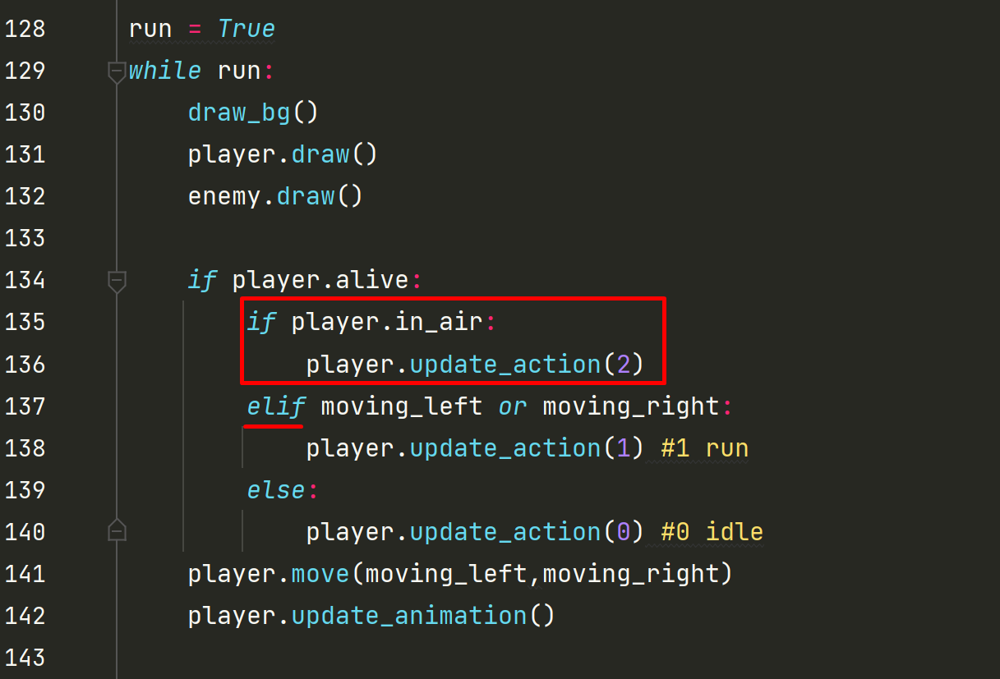 128 run = True
129 while run:
130     draw_bg()
131     player.draw()
132     enemy.draw()
133
134     if player.alive:
135         if player.in_air:
136             player.update_action(2)
137         elif moving_left or moving_right:
138             player.update_action(1) #1 run
139         else:
140             player.update_action(0) #0 idle
141     player.move(moving_left,moving_right)
142     player.update_animation()
143